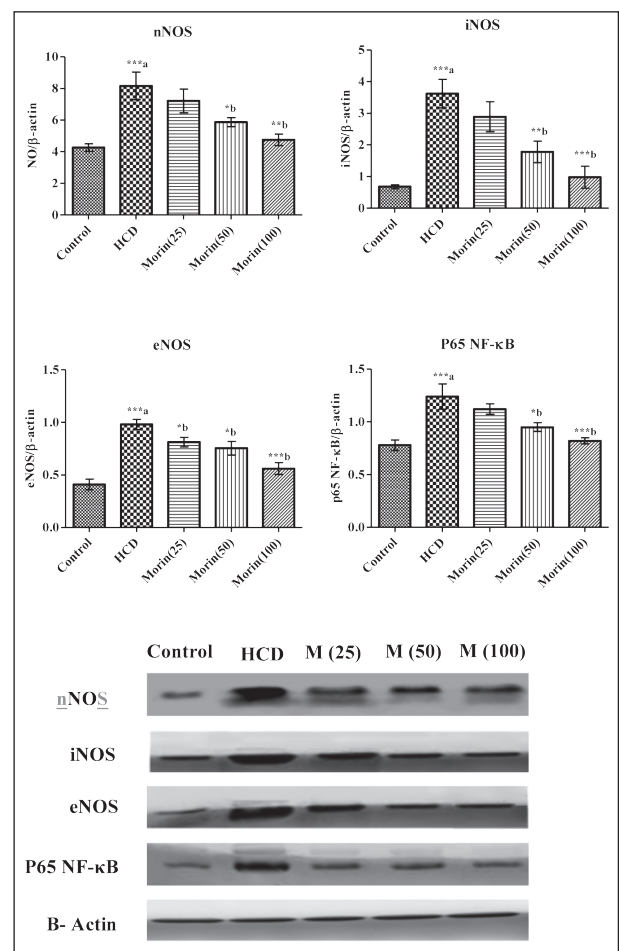 nNOS
NO/β-actin
10
8
6
4
2
0
***a
*b
**b
Control
HCD
Morin(25)
Morin(50)
Morin(100)
iNOS
iNOS/β-actin
5
4
3
2
1
0
***a
**b
***b
Control
HCD
Morin(25)
Morin(50)
Morin(100)
eNOS
eNOS/β-actin
1.5
1.0
0.5
0.0
***a
*b
*b
***b
Control
HCD
Morin(25)
Morin(50)
Morin(100)
P65 NF-κB
p65 NF-κB/β-actin
1.5
1.0
0.5
0.0
***a
*b
***b
Control
HCD
Morin(25)
Morin(50)
Morin(100)
Control HCD M (25) M (50) M (100)
nNOS
iNOS
eNOS
P65 NF-κB
B- Actin